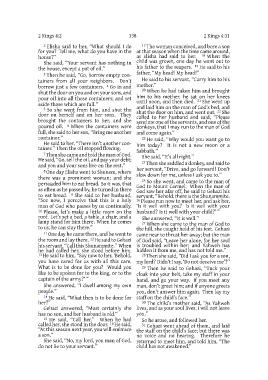 2 Kings 4:2
338
2 Kings 4:31
2 Elisha said to her, "What should I do
for you? Tell me, what do you have in the
house?"
She said, "Your servant has nothing in
the house, except a pot of oil."
3 Then he said, "Go, borrow empty con-
tainers from all your neighbors. Don't
borrow just a few containers. 4 Go in and
shut the door on you and on your sons, and
pour oil into all those containers; and set
aside those which are full."
5 So she went from him, and shut the
door on herself and on her sons. They
brought the containers to her, and she
poured oil. 6 When the containers were
full, she said to her son, "Bring me another
container."
He said to her, "There isn't another con-
tainer." Then the oil stopped flowing.
7 Then she came and told the man of God.
He said, "Go, sell the oil, and pay your debt;
and you and your sons live on the rest."
8 One day Elisha went to Shunem, where
there was a prominent woman; and she
persuaded him to eat bread. So it was, that
as often as he passed by, he turned in there
to eat bread. 9 She said to her husband,
"See now, I perceive that this is a holy
man of God who passes by us continually.
10 Please, let's make a little room on the
roof. Let's set a bed, a table, a chair, and a
lamp stand for him there. When he comes
to us, he can stay there."
11 One day he came there, and he went to
the room and lay there. 12 He said to Gehazi
his servant, "Call this Shunammite." When
he had called her, she stood before him.
13 He said to him, "Say now to her, 'Behold,
you have cared for us with all this care.
What is to be done for you? Would you
like to be spoken for to the king, or to the
captain of the army?'"
She answered, "I dwell among my own
people."
14 He said, "What then is to be done for
her?"
Gehazi answered, "Most certainly she
has no son, and her husband is old."
15 He said, "Call her." When he had
called her, she stood in the door. 16 He said,
"At this season next year, you will embrace
a son."
She said, "No, my lord, you man of God,
do not lie to your servant."
17 The woman conceived, and bore a son
at that season when the time came around,
as Elisha had said to her. 18 When the
child was grown, one day he went out to
his father to the reapers. 19 He said to his
father, "My head! My head!"
He said to his servant, "Carry him to his
mother."
20 When he had taken him and brought
him to his mother, he sat on her knees
until noon, and then died. 21 She went up
and laid him on the man of God's bed, and
shut the door on him, and went out. 22 She
called to her husband and said, "Please
send me one of the servants, and one of the
donkeys, that I may run to the man of God
and come again."
23 He said, "Why would you want go to
him today? It is not a new moon or a
Sabbath."
She said, "It's all right."
24 Then she saddled a donkey, and said to
her servant, "Drive, and go forward! Don't
slow down for me, unless I ask you to."
25 So she went, and came to the man of
God to Mount Carmel. When the man of
God saw her afar off, he said to Gehazi his
servant, "Behold, there is the Shunammite.
26 Please run now to meet her, and ask her,
'Is it well with you? Is it well with your
husband? Is it well with your child?'"
She answered, "It is well."
27 When she came to the man of God to
the hill, she caught hold of his feet. Gehazi
came near to thrust her away; but the man
of God said, "Leave her alone; for her soul
is troubled within her; and Yahweh has
hidden it from me, and has not told me."
28 Then she said, "Did I ask you for a son,
my lord? Didn't I say, 'Do not deceive me'?"
29 Then he said to Gehazi, "Tuck your
cloak into your belt, take my staff in your
hand, and go your way. If you meet any
man, don't greet him; and if anyone greets
you, don't answer him again. Then lay my
staff on the child's face."
30 The child's mother said, "As Yahweh
lives, and as your soul lives, I will not leave
you."
So he arose, and followed her.
31 Gehazi went ahead of them, and laid
the staff on the child's face; but there was
no voice and no hearing. Therefore he
returned to meet him, and told him, "The
child has not awakened."